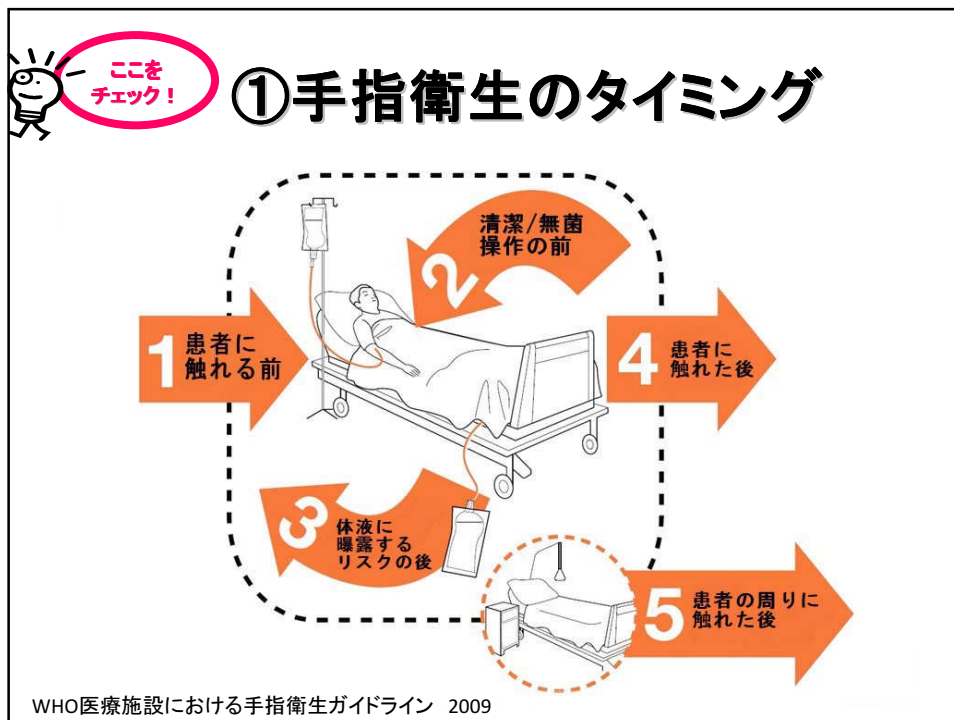 ここを
チェック！
①手指衛生のタイミング
清潔/無菌
操作の前
2
1
患者に
触れる前
4
患者に
触れた後
3
体液に
曝露する
リスクの後
5
患者の周りに
触れた後
WHO医療施設における手指衛生ガイドライン 2009